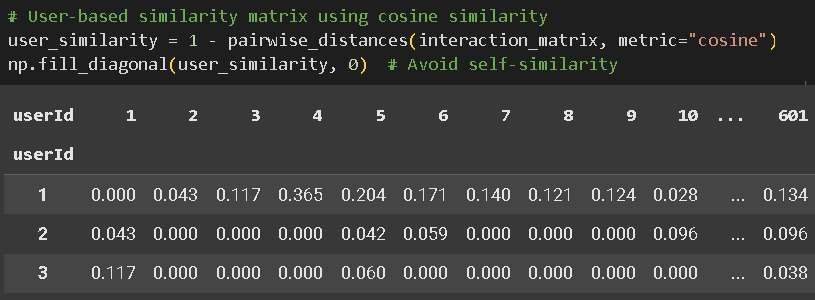 # User-based similarity matrix using cosine similarity
user_similarity = 1 - pairwise_distances(interaction_matrix, metric="cosine")
np.fill_diagonal(user_similarity, 0)  # Avoid self-similarity
userId 1 2 3 4 5 6 7 8 9 10 ... 601
userId
1 0.000 0.043 0.117 0.365 0.204 0.171 0.140 0.121 0.124 0.028 ... 0.134
2 0.043 0.000 0.000 0.000 0.042 0.059 0.000 0.000 0.000 0.096 ... 0.096
3 0.117 0.000 0.000 0.000 0.060 0.000 0.000 0.000 0.000 0.000 ... 0.038